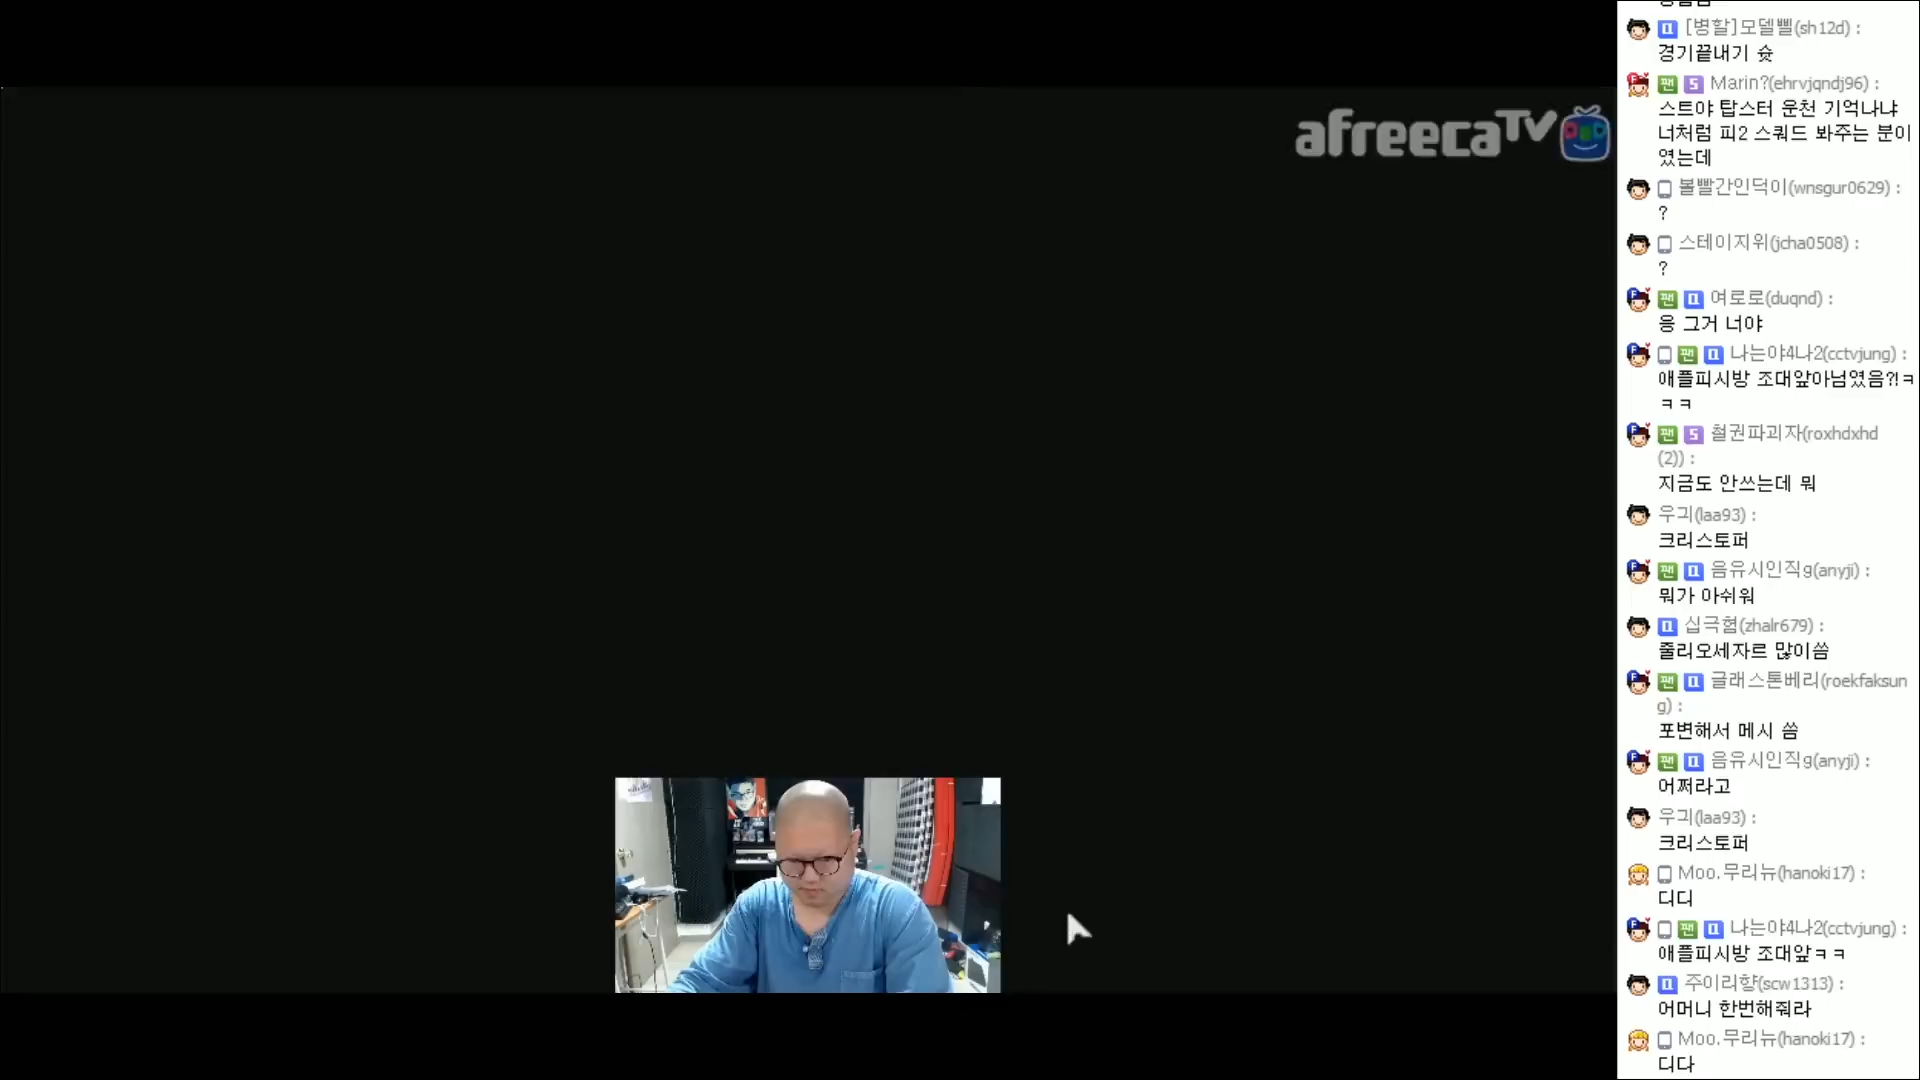 afreecaTV
[병할]모델삘(sh12d) :
경기끝내기 슛
Marin?(ehrvjqndj96) :
스트야 탑스터 운천 기억나냐
너처럼 피2 스쿼드 봐주는 분이
였는데
볼빨간인덕이(wnsgur0629) :
?
스테이지위(jcha0508) :
?
여로로(duqnd) :
응 그거 너야
나는야4나2(cctvjung) :
애플피시방 조대앞아님였음?!ㅋ
ㅋㅋ
철권파괴자(roxhdxhd
(2)) :
지금도 안쓰는데 뭐
우긔(laa93) :
크리스토퍼
음유시인직g(anyji) :
뭐가 아쉬워
십극혐(zhalr679) :
줄리오세자르 많이씀
글래스톤베리(roekfaksun
g) :
포변해서 메시 씀
음유시인직g(anyji) :
어쩌라고
우긔(laa93) :
크리스토퍼
Moo.무리뉴(hanoki17) :
디디
나는야4나2(cctvjung) :
애플피시방 조대앞ㅋㅋ
주이리향(scw1313) :
어머니 한번해줘라
Moo.무리뉴(hanoki17) :
디다